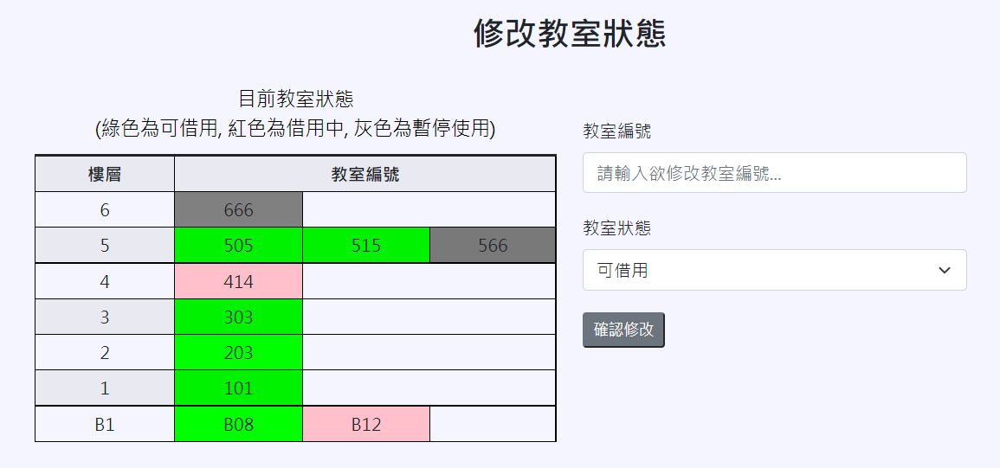 修改教室狀態
目前教室狀態
(綠色為可借用, 紅色為借用中, 灰色為暫停使用)
樓層 教室編號
6 666
5 505 515 566
4 414
3 303
2 203
1 101
B1 B08 B12
教室編號
請輸入欲修改教室編號...
教室狀態
可借用
確認修改